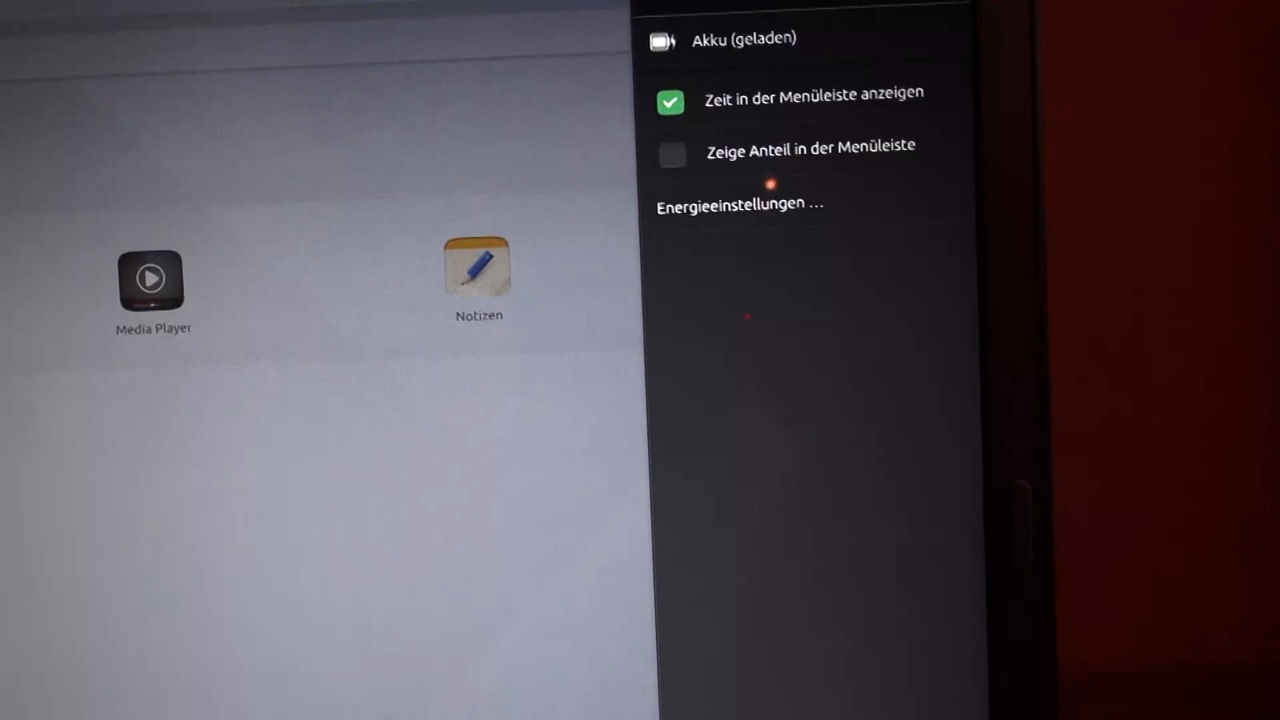 Akku (geladen)
Zeit in der Menüleiste anzeigen
Zeige Anteil in der Menüleiste
Energieeinstellungen ...
Media Player
Notizen